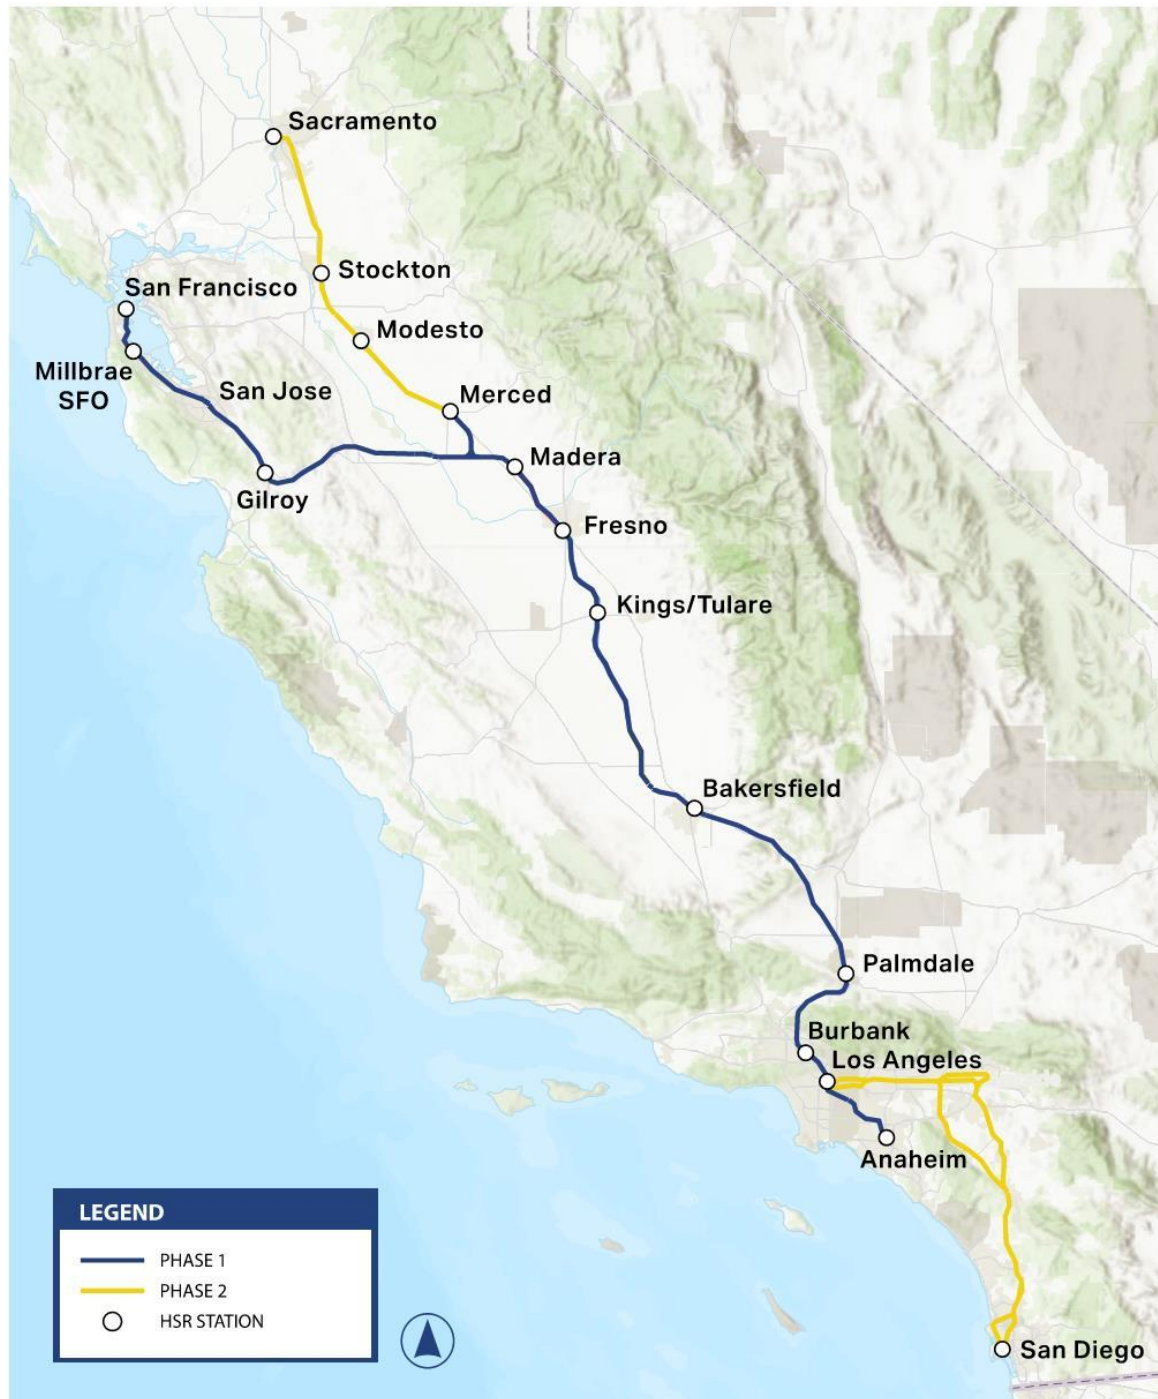 Sacramento
Stockton
San Francisco
Modesto
Millbrae
SFO
San Jose
Merced
Madera
Gilroy
Fresno
Kings/Tulare
Bakersfield
Palmdale
Burbank
Los Angeles
Anaheim
San Diego
LEGEND
PHASE 1
PHASE 2
HSR STATION